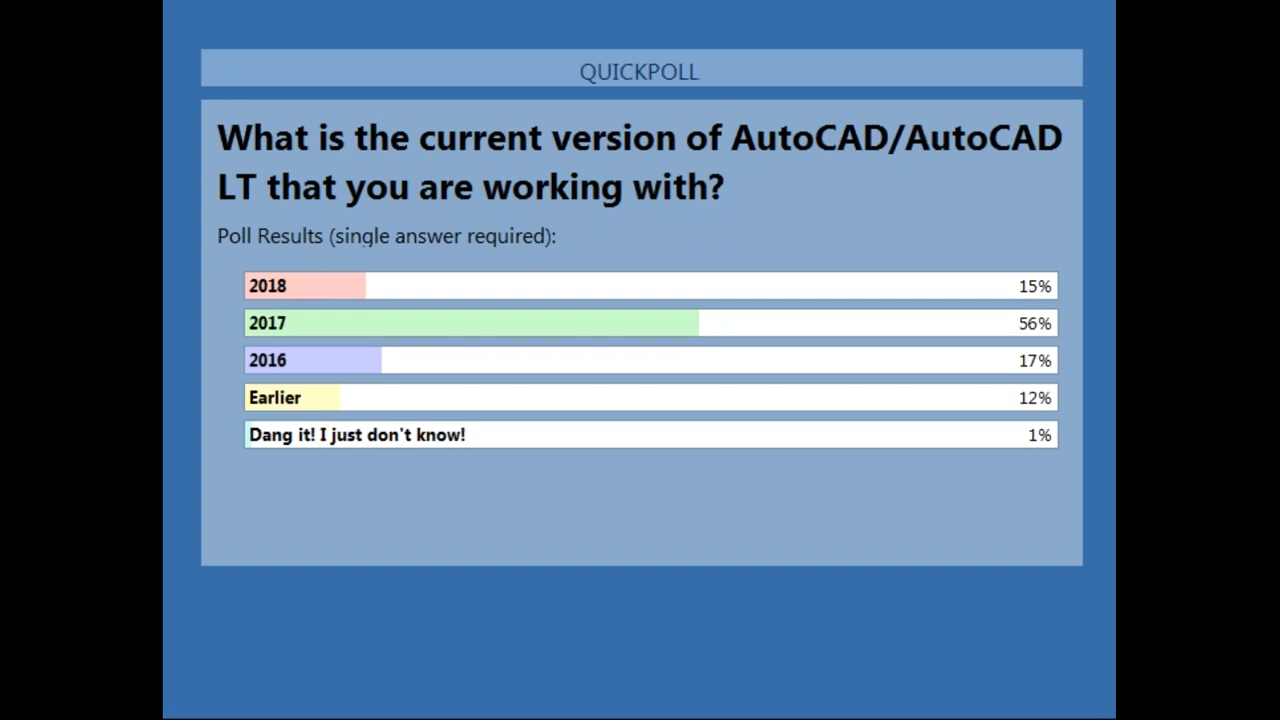 QUICKPOLL
What is the current version of AutoCAD/AutoCAD
LT that you are working with?
Poll Results (single answer required):
2018 15%
2017 56%
2016 17%
Earlier 12%
Dang it! I just don't know! 1%